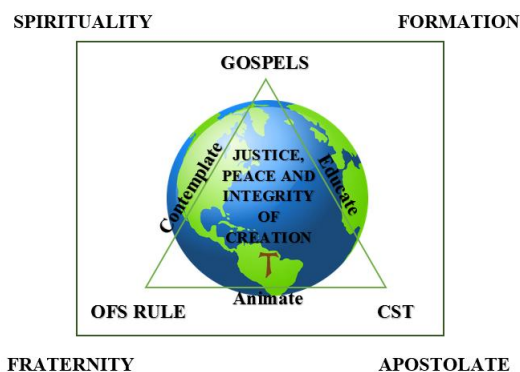 SPIRITUALITY
FORMATION
GOSPELS
Contemplate
Educate
JUSTICE,
PEACE AND
INTEGRITY
OF
CREATION
Animate
OFS RULE
CST
FRATERNITY
APOSTOLATE